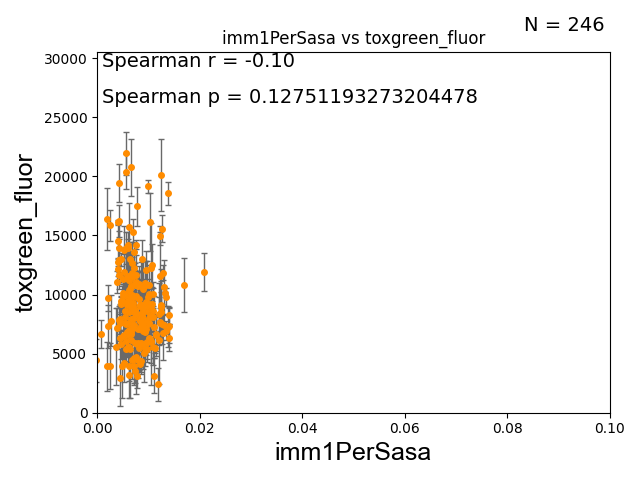 N = 246
imm1PerSasa vs toxgreen_fluor
Spearman r = -0.10
Spearman p = 0.12751193273204478
30000
25000
20000
15000
10000
5000
0
toxgreen_fluor
0.00 0.02 0.04 0.06 0.08 0.10
imm1PerSasa